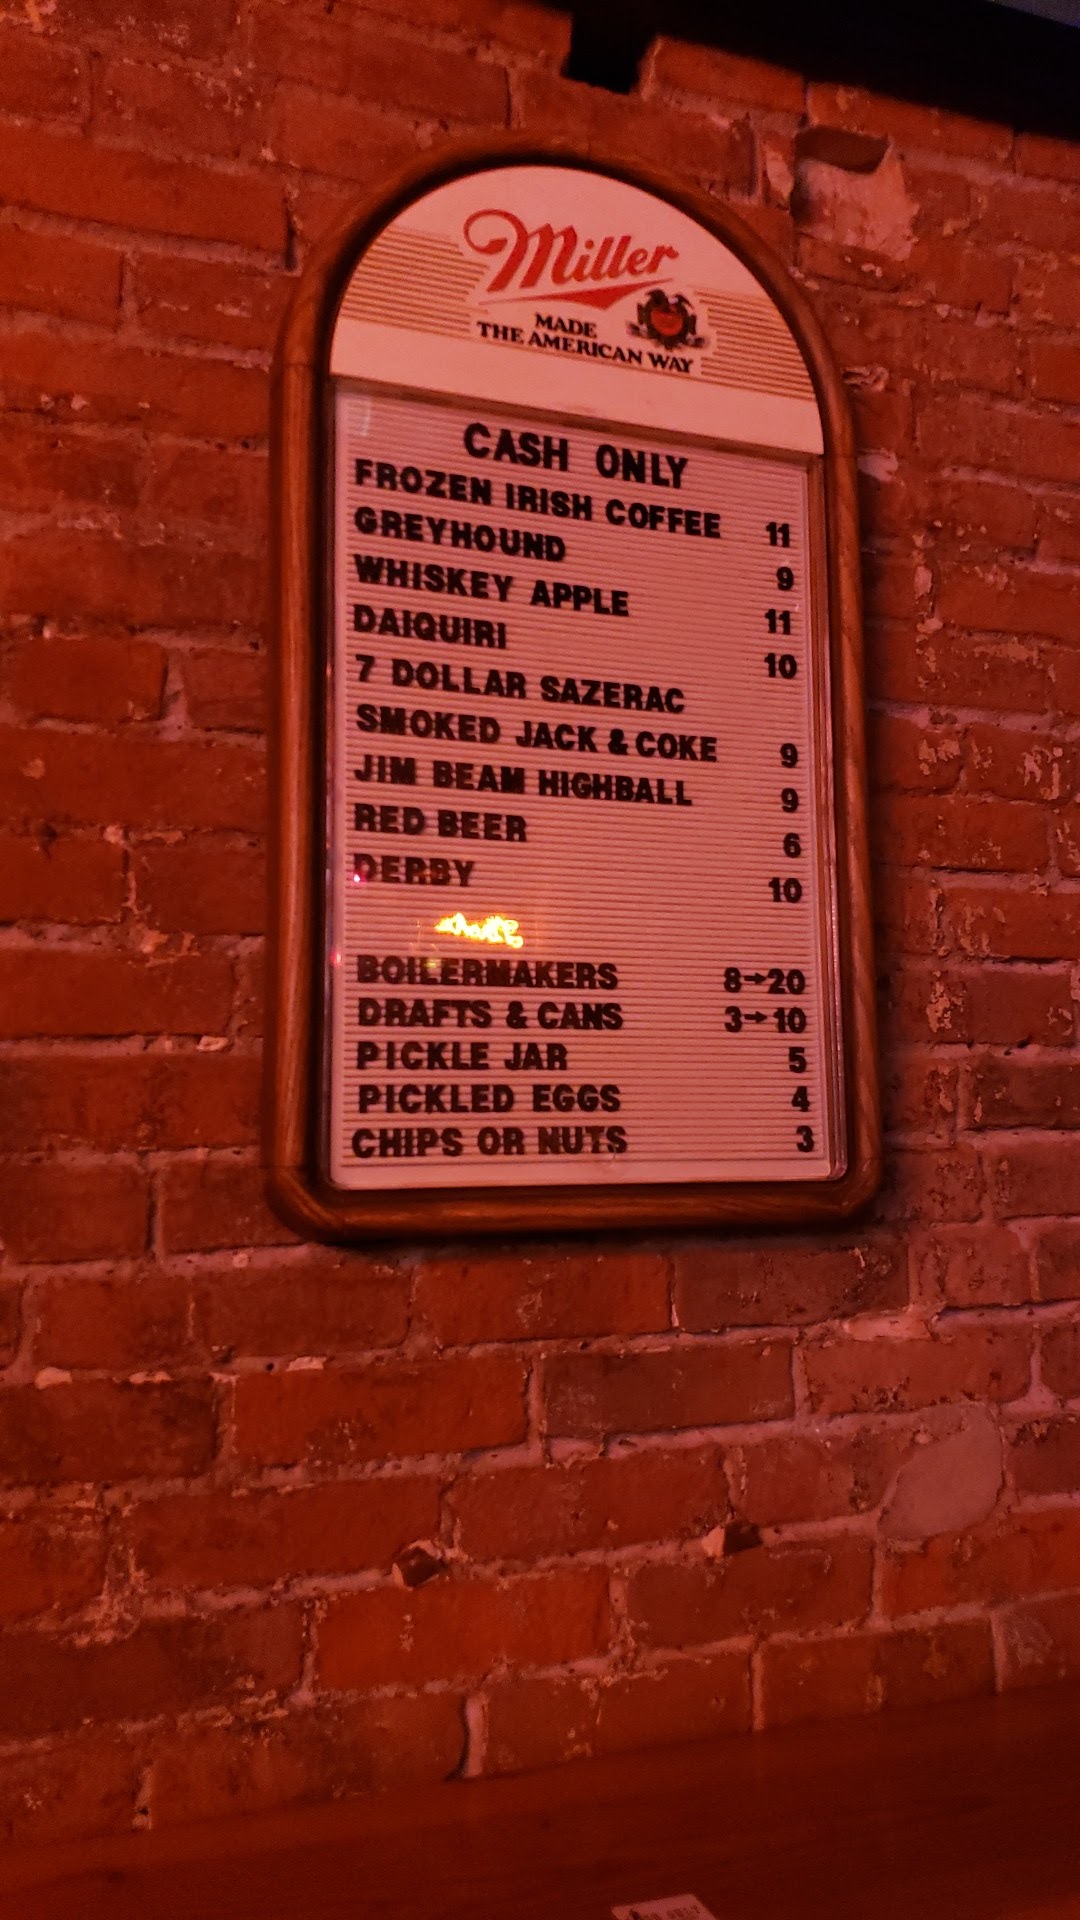 Miller
MADE
THE AMERICAN WAY
CASH ONLY
FROZEN IRISH COFFEE 11
GREYHOUND 9
WHISKEY APPLE 11
DAIQUIRI 10
7 DOLLAR SAZERAC
SMOKED JACK & COKE 9
JIM BEAM HIGHBALL 9
RED BEER 6
DERBY 10
BOILERMAKERS 8→20
DRAFTS & CANS 3→10
PICKLE JAR 5
PICKLED EGGS 4
CHIPS OR NUTS 3